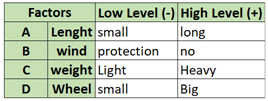 Factors Low Level (-) High Level (+)
A Lenght small long
B wind protection no
C weight Light Heavy
D Wheel small Big